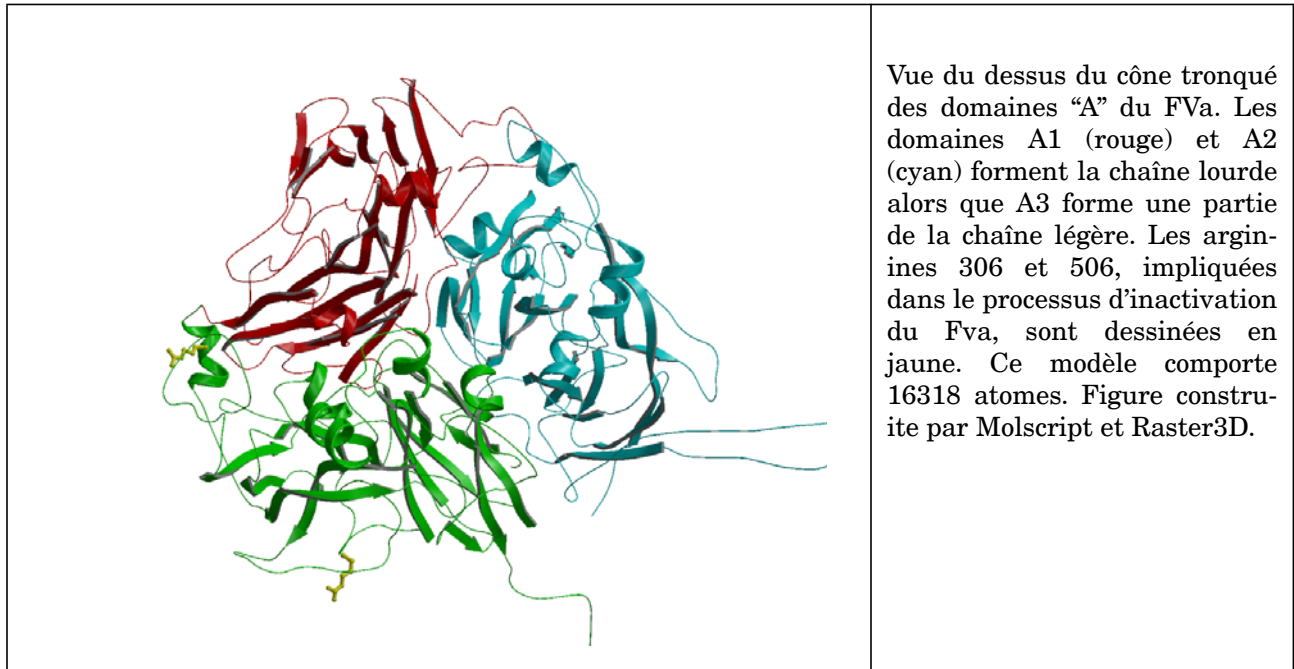 Vue du dessus du cône tronqué
des domaines “A” du FVa. Les
domaines A1 (rouge) et A2
(cyan) forment la chaîne lourde
alors que A3 forme une partie
de la chaîne légère. Les argin-
ines 306 et 506, impliquées
dans le processus d'inactivation
du Fva, sont dessinées en
jaune. Ce modèle comporte
16318 atomes. Figure constru-
ite par Molscript et Raster3D.